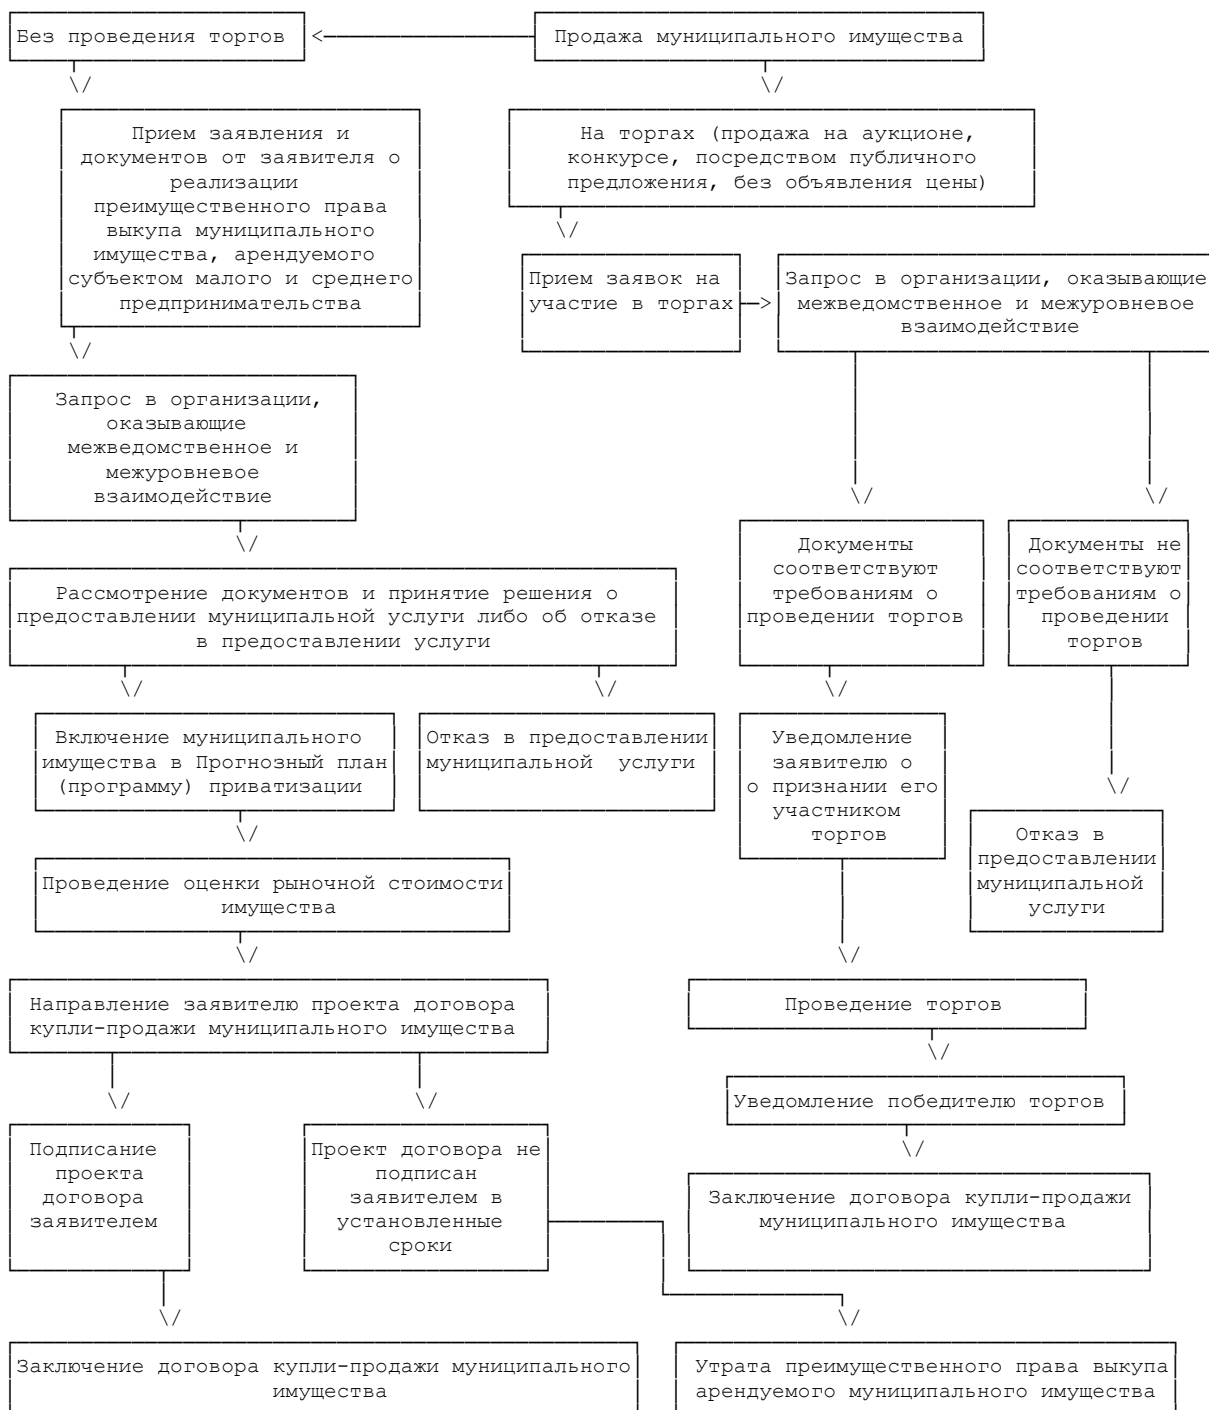 Без проведения торгов
Продажа муниципального имущества
Прием заявления и
документов от заявителя о
реализации
преимущественного права
выкупа муниципального
имущества, арендуемого
субъектом малого и среднего
предпринимательства
На торгах (продажа на аукционе,
конкурсе, посредством публичного
предложения, без объявления цены)
Прием заявок на
участие в торгах
Запрос в организации, оказывающие
межведомственное и межуровневое
взаимодействие
Запрос в организации,
оказывающие
межведомственное и
межуровневое
взаимодействие
Документы
соответствуют
требованиям о
проведении торгов
Документы не
соответствуют
требованиям о
проведении
торгов
Рассмотрение документов и принятие решения о
предоставлении муниципальной услуги либо об отказе
в предоставлении услуги
Включение муниципального
имущества в Прогнозный план
(программу) приватизации
Отказ в предоставлении
муниципальной услуги
Уведомление
заявителю о
о признании его
участником
торгов
Отказ в
предоставлении
муниципальной
услуги
Проведение оценки рыночной стоимости
имущества
Направление заявителю проекта договора
купли-продажи муниципального имущества
Проведение торгов
Уведомление победителю торгов
Подписание
проекта
договора
заявителем
Проект договора не
подписан
заявителем в
установленные
сроки
Заключение договора купли-продажи
муниципального имущества
Заключение договора купли-продажи муниципального
имущества
Утрата преимущественного права выкупа
арендуемого муниципального имущества